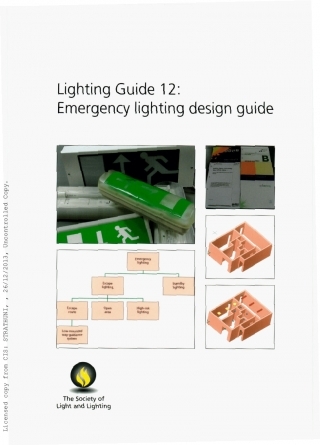 Lighting Guide 12:
Emergency lighting design guide
Emergency
lighting
Escape
lighting
Standby
lighting
Escape
route
Open
area
High-risk
lighting
The Society of
Light and Lighting
Licensed copy from CIS: STRATHUNI, , 26/12/2013, Uncontrolled Copy.